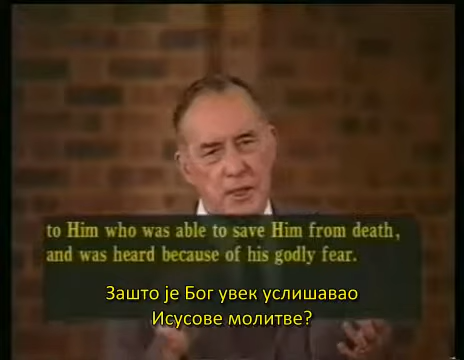 to Him who was able to save Him from death,
and was heard because of his godly fear.
Зашто је Бог увек услишавао
Исусове молитве?